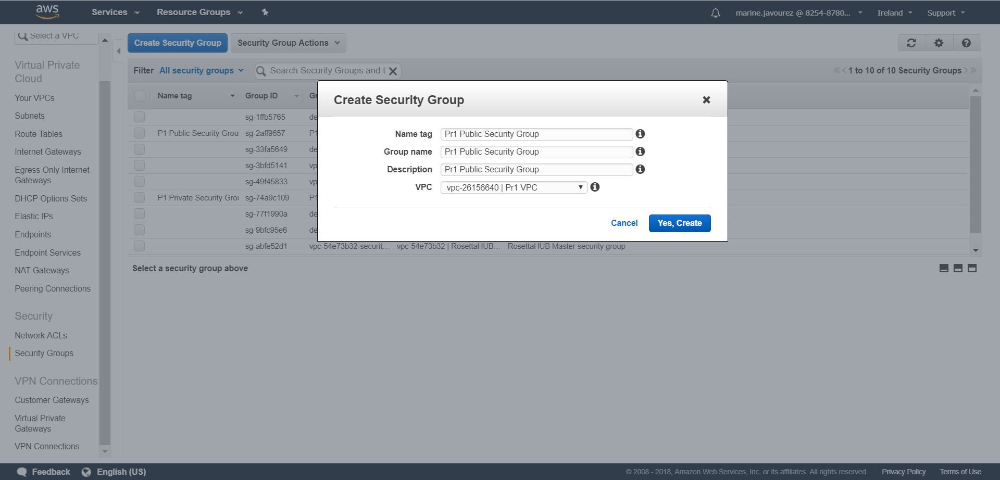 aws Services Resource Groups marine.javourez @ 8254-8780... Ireland Support
Select a VPC
Virtual Private
Cloud
Your VPCs
Subnets
Route Tables
Internet Gateways
Egress Only Internet
Gateways
DHCP Options Sets
Elastic IPs
Endpoints
Endpoint Services
NAT Gateways
Peering Connections
Security
Network ACLs
Security Groups
VPN Connections
Customer Gateways
Virtual Private
Gateways
VPN Connections
Create Security Group Security Group Actions
Filter All security groups Search Security Groups and t 1 to 10 of 10 Security Groups
Name tag Group ID Gr
sg-1ffb5765 de
P1 Public Security Grou sg-2aff9657 P1
sg-33fa5649 de
sg-3bfd5141 vp
sg-49f45833 vp
P1 Private Security Grou sg-74a9c109 P1
sg-77f1990a de
sg-9bfc95e6 de
sg-abfe52d1 vpc-54e73b32-securit... vpc-54e73b32 | RosettaHUB... RosettaHUB Master security group
Select a security group above
Create Security Group
Name tag Pr1 Public Security Group
Group name Pr1 Public Security Group
Description Pr1 Public Security Group
VPC vpc-26156640 | Pr1 VPC
Cancel Yes, Create
Feedback English (US) © 2008 - 2018, Amazon Web Services, Inc. or its affiliates. All rights reserved. Privacy Policy Terms of Use